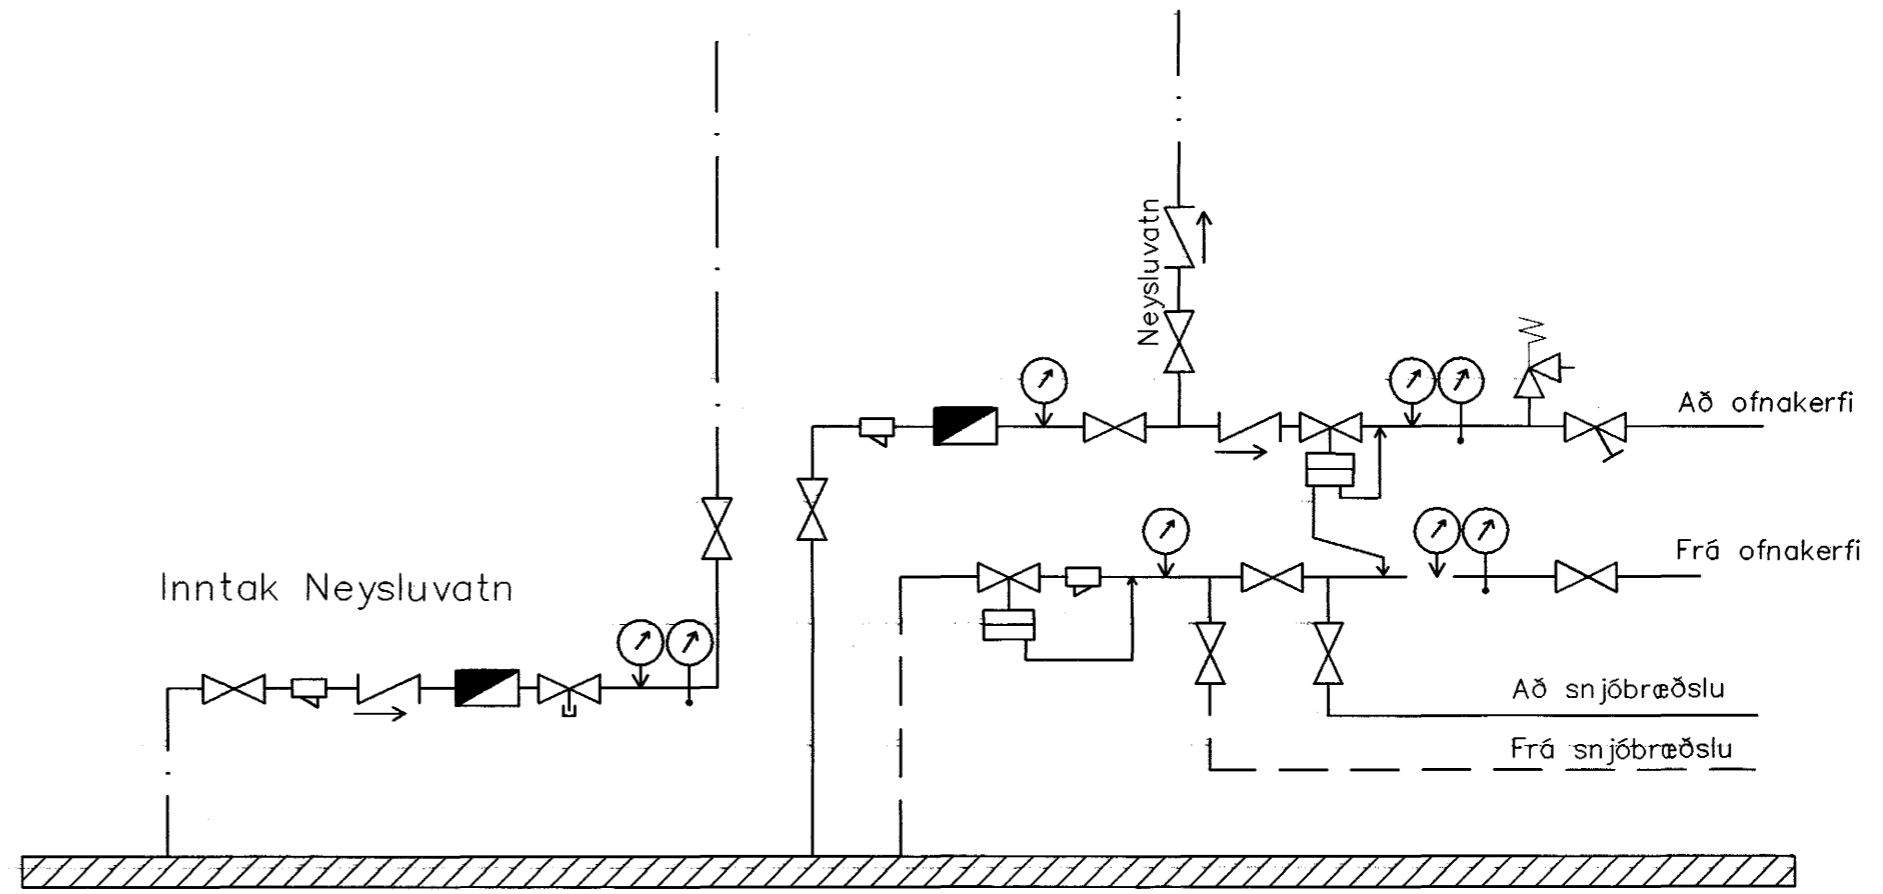 Neysluvatn
Að ofnakerfi
Frá ofnakerfi
Inntak Neysluvatn
Að snjóbræðslu
Frá snjóbræðslu